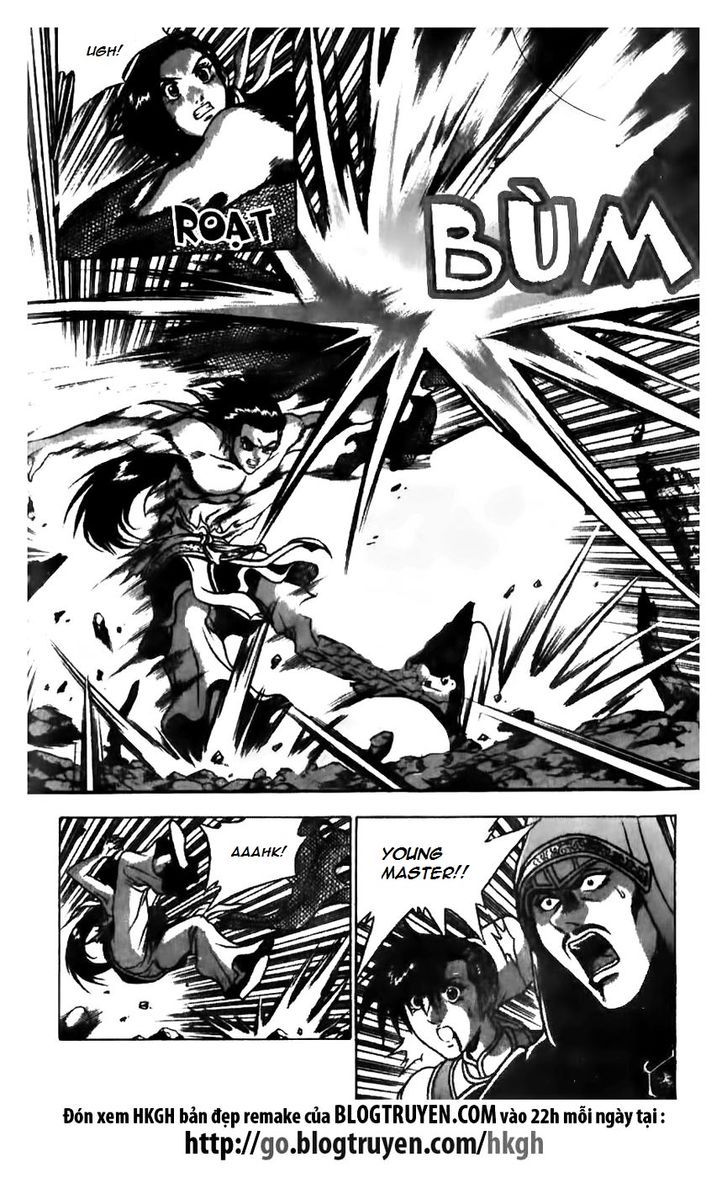 UGH!
ROẠT
BÙM
AAAHK!
YOUNG
MASTER!!
Đón xem HKGH bản đẹp remake của BLOGTRUYEN.COM vào 22h mỗi ngày tại :
http://go.blogtruyen.com/hkgh